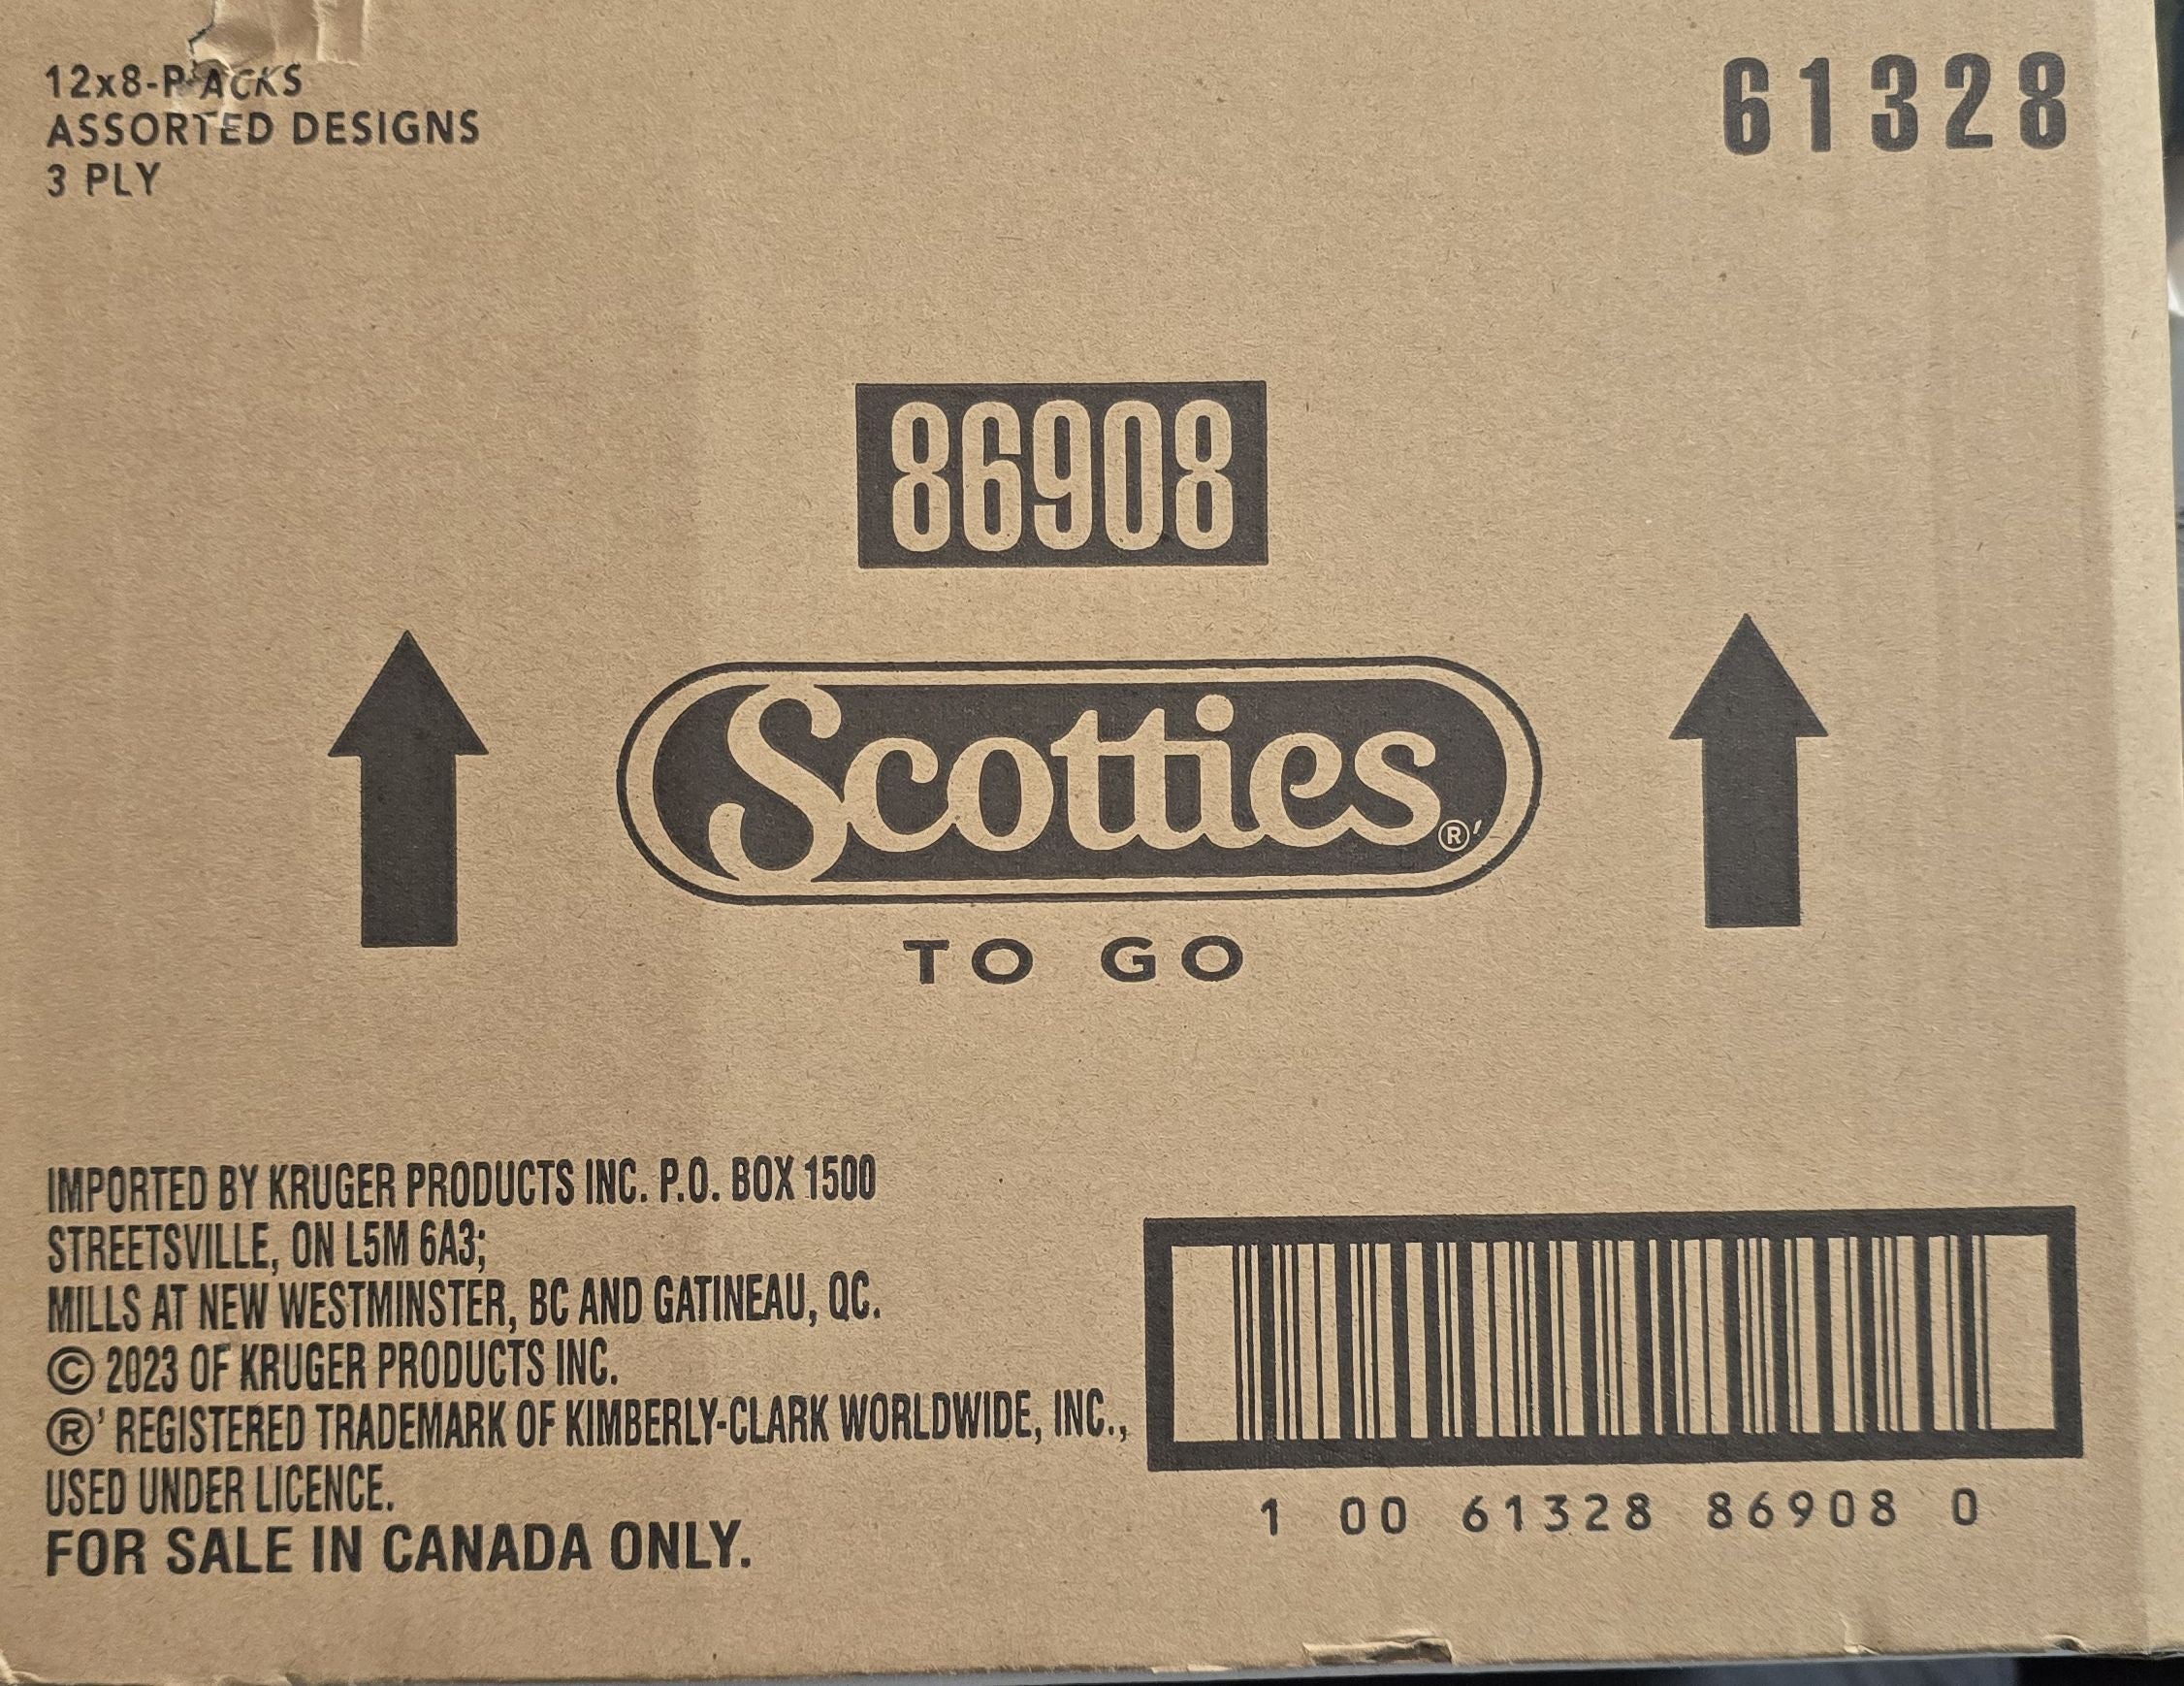 12x8-PACKS
ASSORTED DESIGNS
3 PLY
61328
86908
Scotties®'
TO GO
IMPORTED BY KRUGER PRODUCTS INC. P.O. BOX 1500
STREETSVILLE, ON L5M 6A3;
MILLS AT NEW WESTMINSTER, BC AND GATINEAU, QC.
© 2023 OF KRUGER PRODUCTS INC.
®' REGISTERED TRADEMARK OF KIMBERLY-CLARK WORLDWIDE, INC.,
USED UNDER LICENCE.
FOR SALE IN CANADA ONLY.
1 00 61328 86908 0